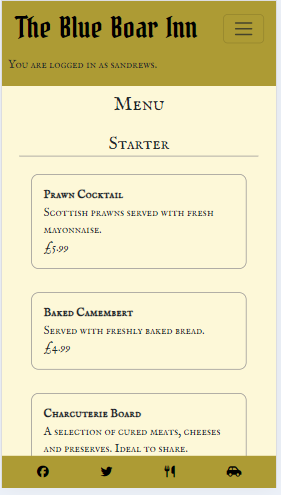 The Blue Boar Inn
You are logged in as sandrews.
Menu
Starter
Prawn Cocktail
Scottish prawns served with fresh
mayonnaise.
£5.99
Baked Camembert
Served with freshly baked bread.
£4.99
Charcuterie Board
A selection of cured meats, cheeses
and preserves. Ideal to share.